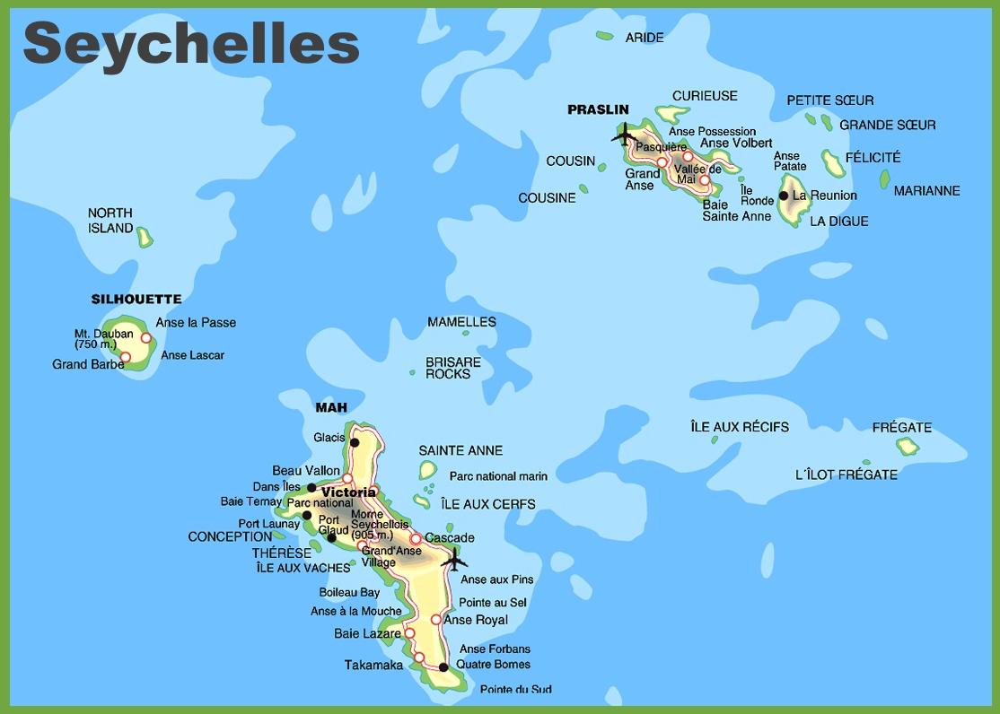 Seychelles
ARIDE
CURIEUSE
PETITE SŒUR
PRASLIN
GRANDE SŒUR
Anse Possession
Anse Volbert
Pasquière
Anse
Patate
FÉLICITÉ
COUSIN
Vallée de
Mai
Grand
Anse
COUSINE
Île
Ronde
La Reunion
MARIANNE
Baie
Sainte Anne
LA DIGUE
NORTH
ISLAND
SILHOUETTE
Anse la Passe
Mt. Dauban
(750 m.)
Anse Lascar
Grand Barbe
MAMELLES
BRISARE
ROCKS
MAH
Glacis
ÎLE AUX RÉCIFS
FRÉGATE
SAINTE ANNE
Beau Vallon
Parc national marin
L´ÎLOT FRÉGATE
Dans Îles
Victoria
Baie Ternay
Parc national
ÎLE AUX CERFS
Port Launay
Port
Glaud
Morne
Seychellois
(905 m.)
CONCEPTION
Cascade
THÉRÈSE
Grand'Anse
Village
ÎLE AUX VACHES
Anse aux Pins
Boileau Bay
Pointe au Sel
Anse à la Mouche
Anse Royal
Baie Lazare
Anse Forbans
Takamaka
Quatre Bornes
Pointe du Sud